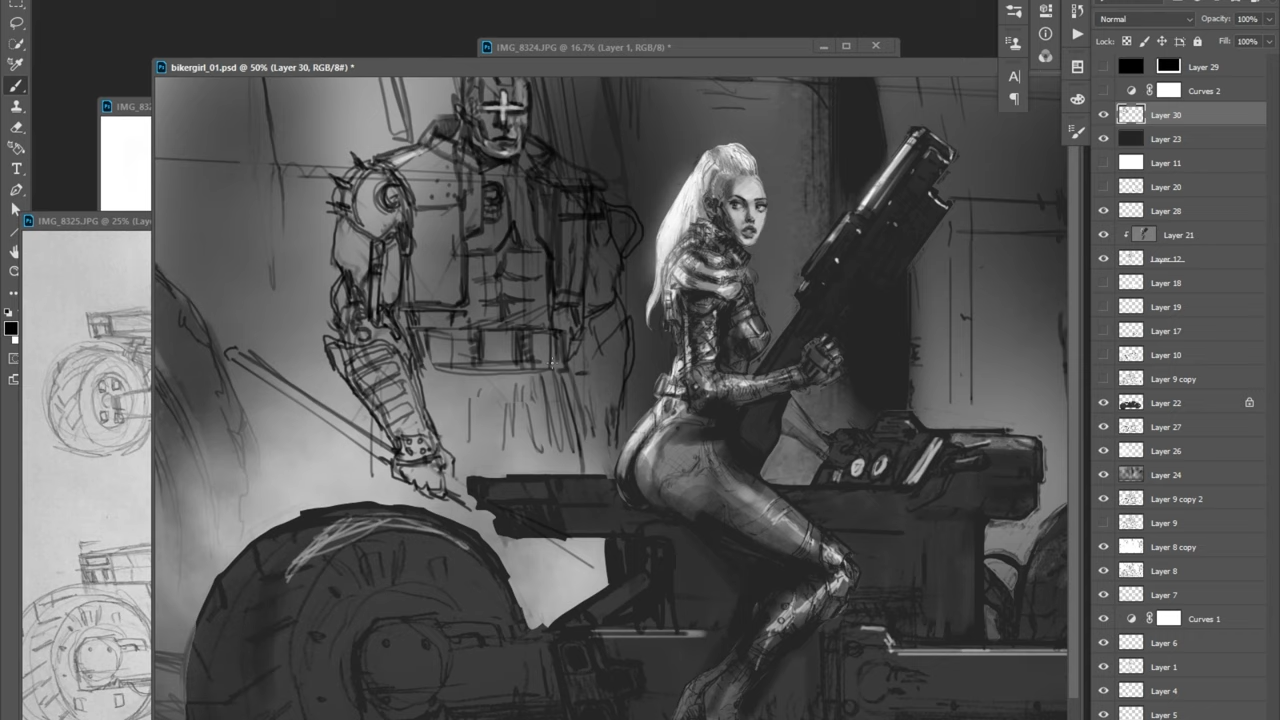 Normal Opacity: 100%
Lock: Fill: 100%
IMG_8324.JPG @ 16.7% (Layer 1, RGB/8) *
bikergirl_01.psd @ 50% (Layer 30, RGB/8#) *
IMG_832
IMG_8325.JPG @ 25% (Laye
Layer 29
Curves 2
Layer 30
Layer 23
Layer 11
Layer 20
Layer 28
Layer 21
Layer 12
Layer 18
Layer 19
Layer 17
Layer 10
Layer 9 copy
Layer 22
Layer 27
Layer 26
Layer 24
Layer 9 copy 2
Layer 9
Layer 8 copy
Layer 8
Layer 7
Curves 1
Layer 6
Layer 1
Layer 4
Layer 5